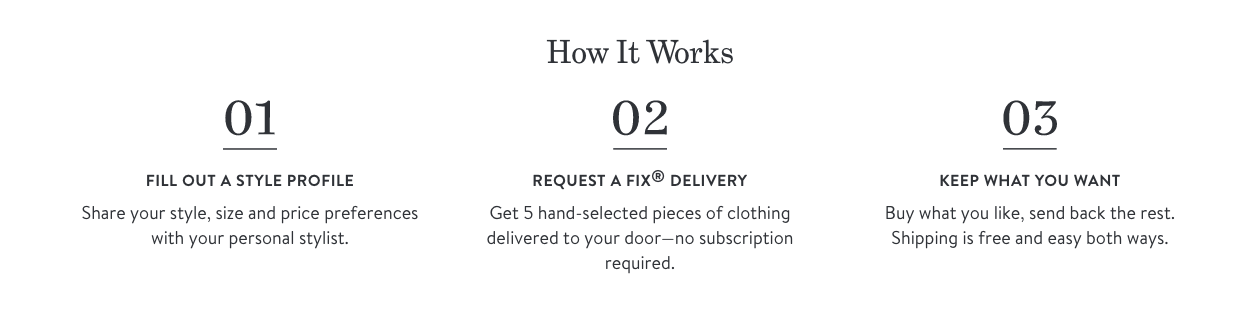 How It Works
01
FILL OUT A STYLE PROFILE
Share your style, size and price preferences
with your personal stylist.
02
REQUEST A FIX® DELIVERY
Get 5 hand-selected pieces of clothing
delivered to your door—no subscription
required.
03
KEEP WHAT YOU WANT
Buy what you like, send back the rest.
Shipping is free and easy both ways.